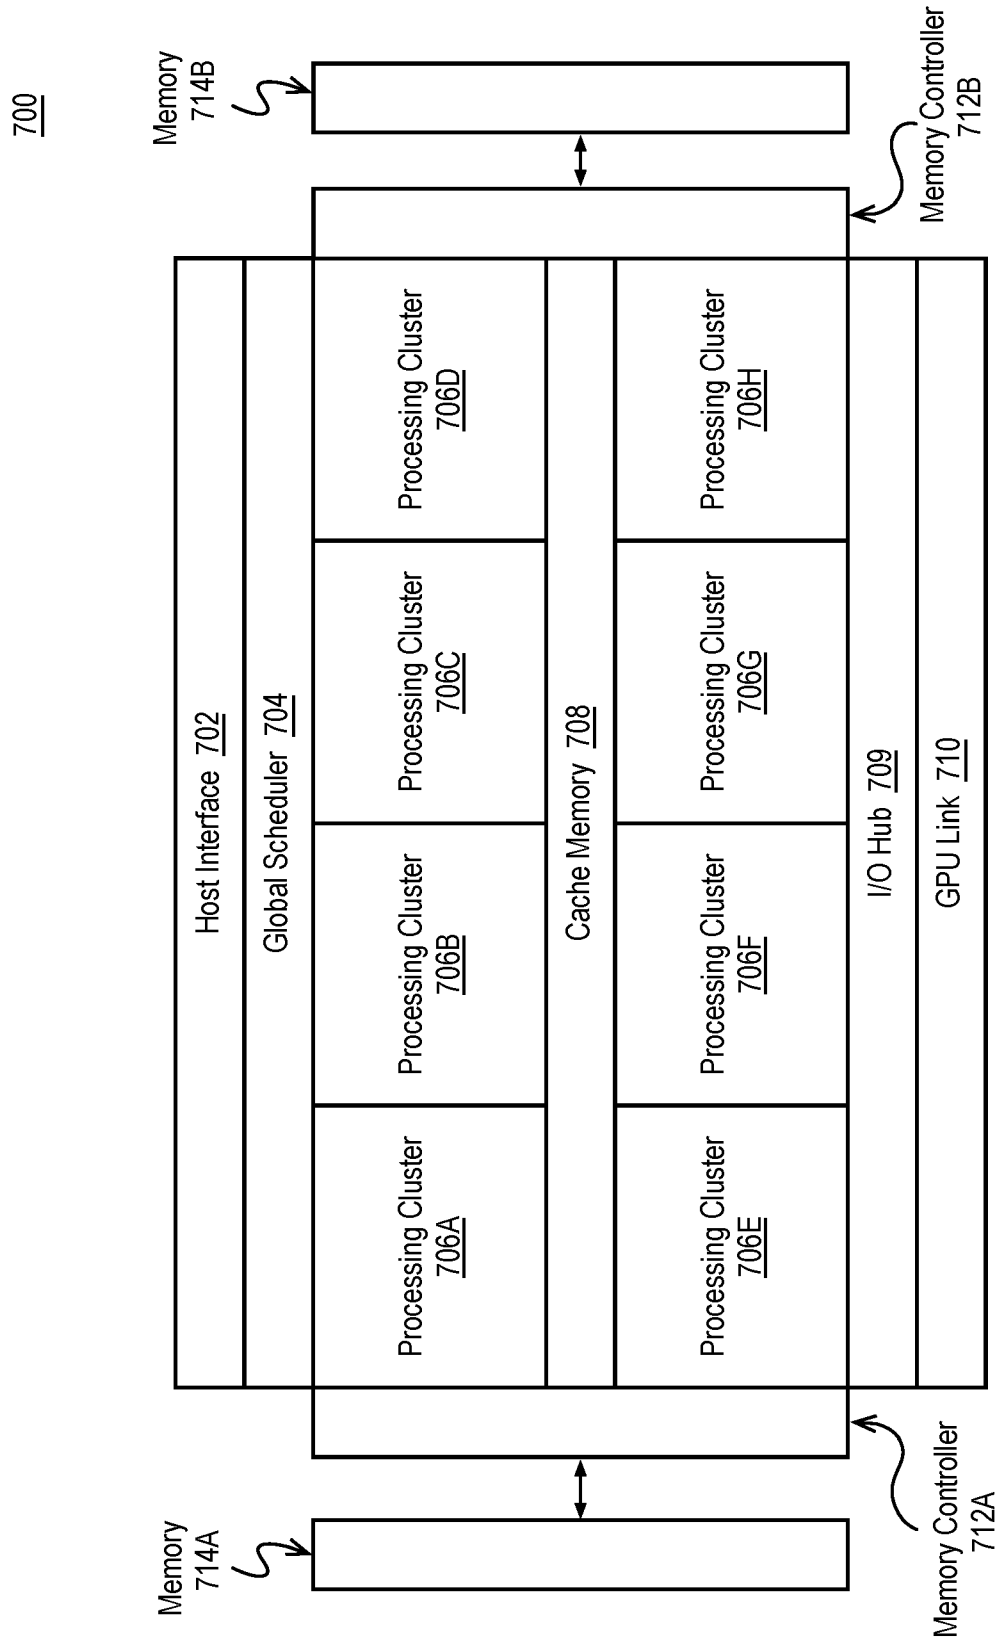 700
Memory
714A
Memory
714B
Host Interface 702
Global Scheduler 704
Processing Cluster
706A
Processing Cluster
706B
Processing Cluster
706C
Processing Cluster
706D
Cache Memory 708
Processing Cluster
706E
Processing Cluster
706F
Processing Cluster
706G
Processing Cluster
706H
I/O Hub 709
GPU Link 710
Memory Controller
712A
Memory Controller
712B